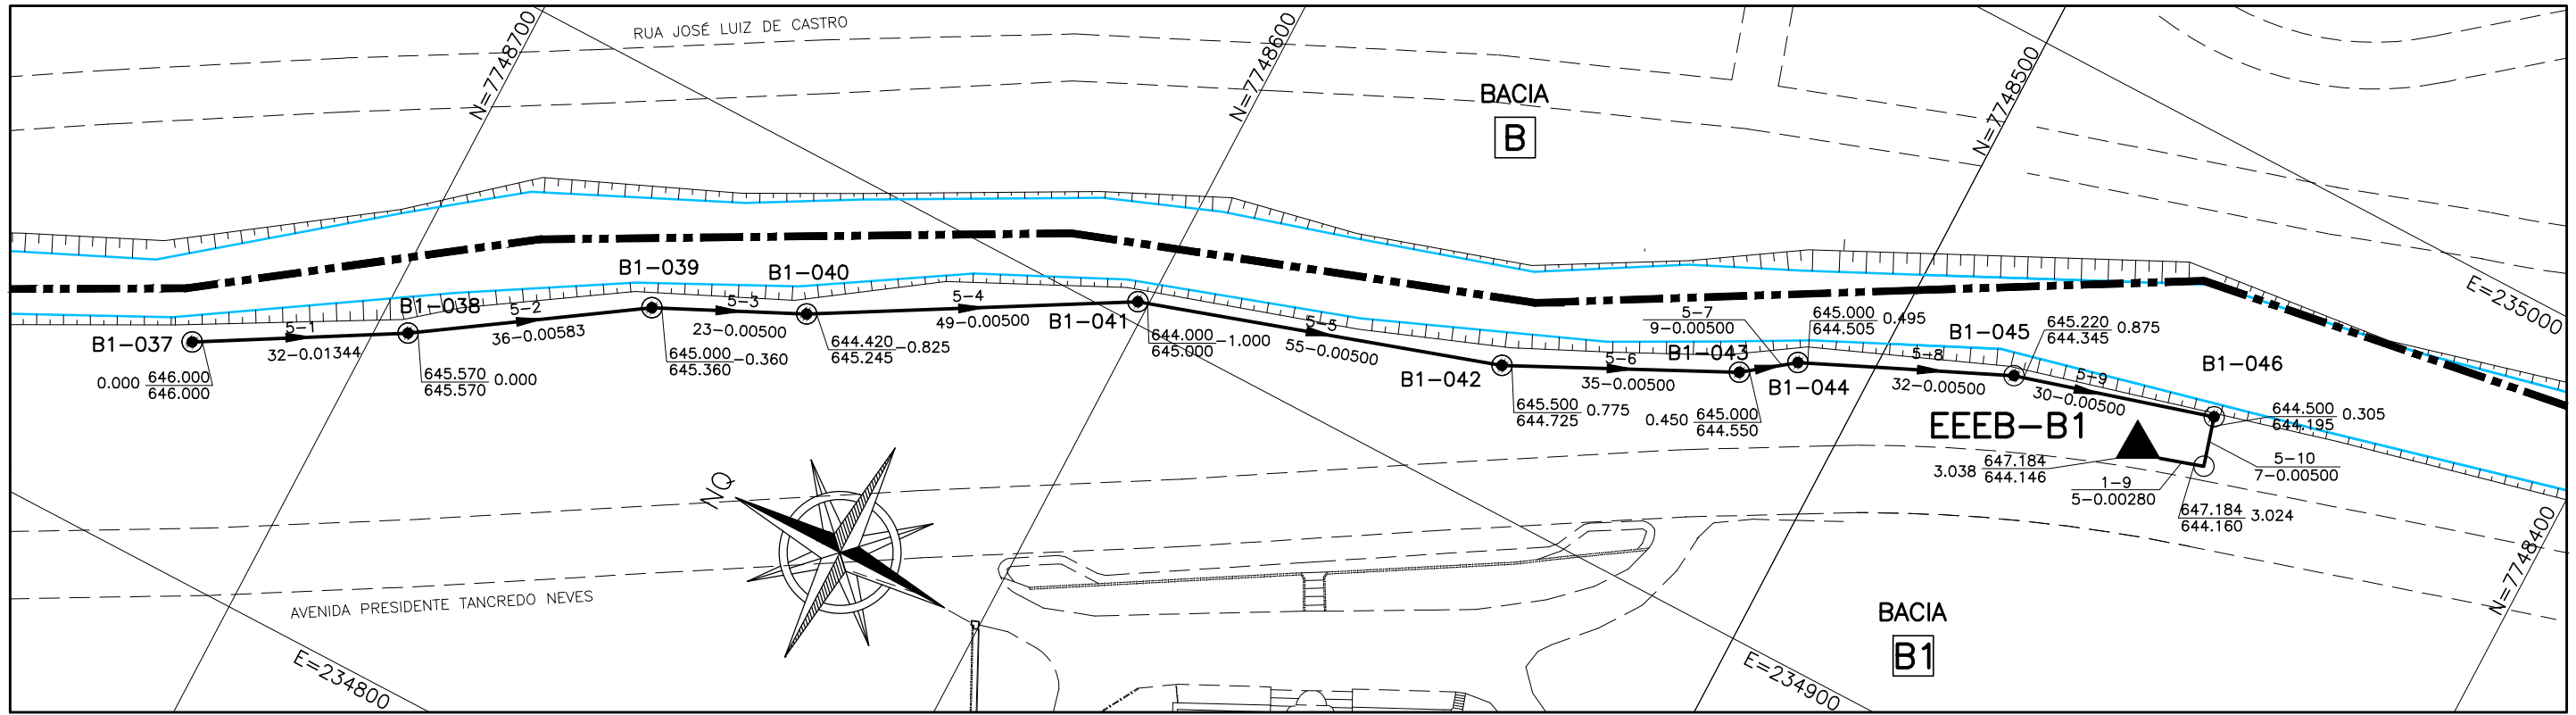 RUA JOSÉ LUIZ DE CASTRO
N=7748700
N=7748600
N=7748500
BACIA
B
E=235000
B1-037
0.000
646.000
646.000
5-1
32-0.01344
B1-038
645.570
645.570
0.000
5-2
36-0.00583
B1-039
645.000
645.360
-0.360
5-3
23-0.00500
B1-040
644.420
645.245
-0.825
5-4
49-0.00500
B1-041
644.000
645.000
-1.000
5-5
55-0.00500
B1-042
645.500
644.725
0.775
5-6
35-0.00500
B1-043
0.450
645.000
644.550
5-7
9-0.00500
B1-044
645.000
644.505
0.495
5-8
32-0.00500
B1-045
645.220
644.345
0.875
5-9
30-0.00500
B1-046
644.500
644.195
0.305
EEEB-B1
3.038
647.184
644.146
1-9
5-0.00280
5-10
7-0.00500
647.184
644.160
3.024
NQ
AVENIDA PRESIDENTE TANCREDO NEVES
E=234800
E=234900
BACIA
B1
N=7748400